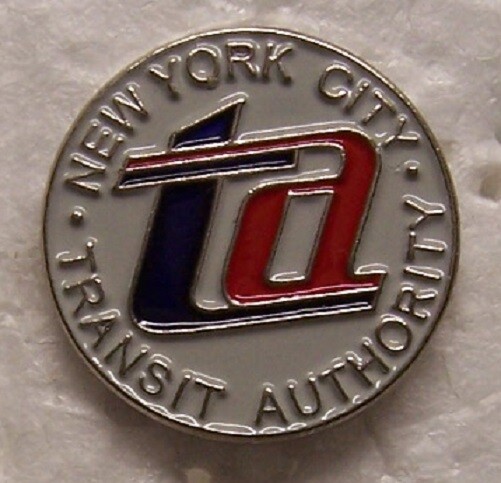 · NEW YORK CITY ·
ta
TRANSIT AUTHORITY